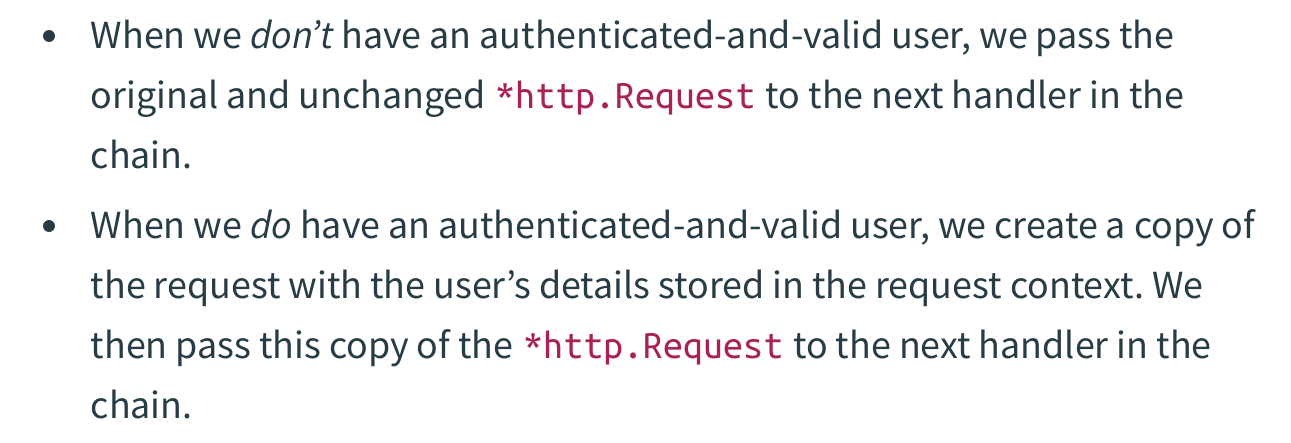 • When we don’t have an authenticated-and-valid user, we pass the
original and unchanged *http.Request to the next handler in the
chain.
• When we do have an authenticated-and-valid user, we create a copy of
the request with the user’s details stored in the request context. We
then pass this copy of the *http.Request to the next handler in the
chain.